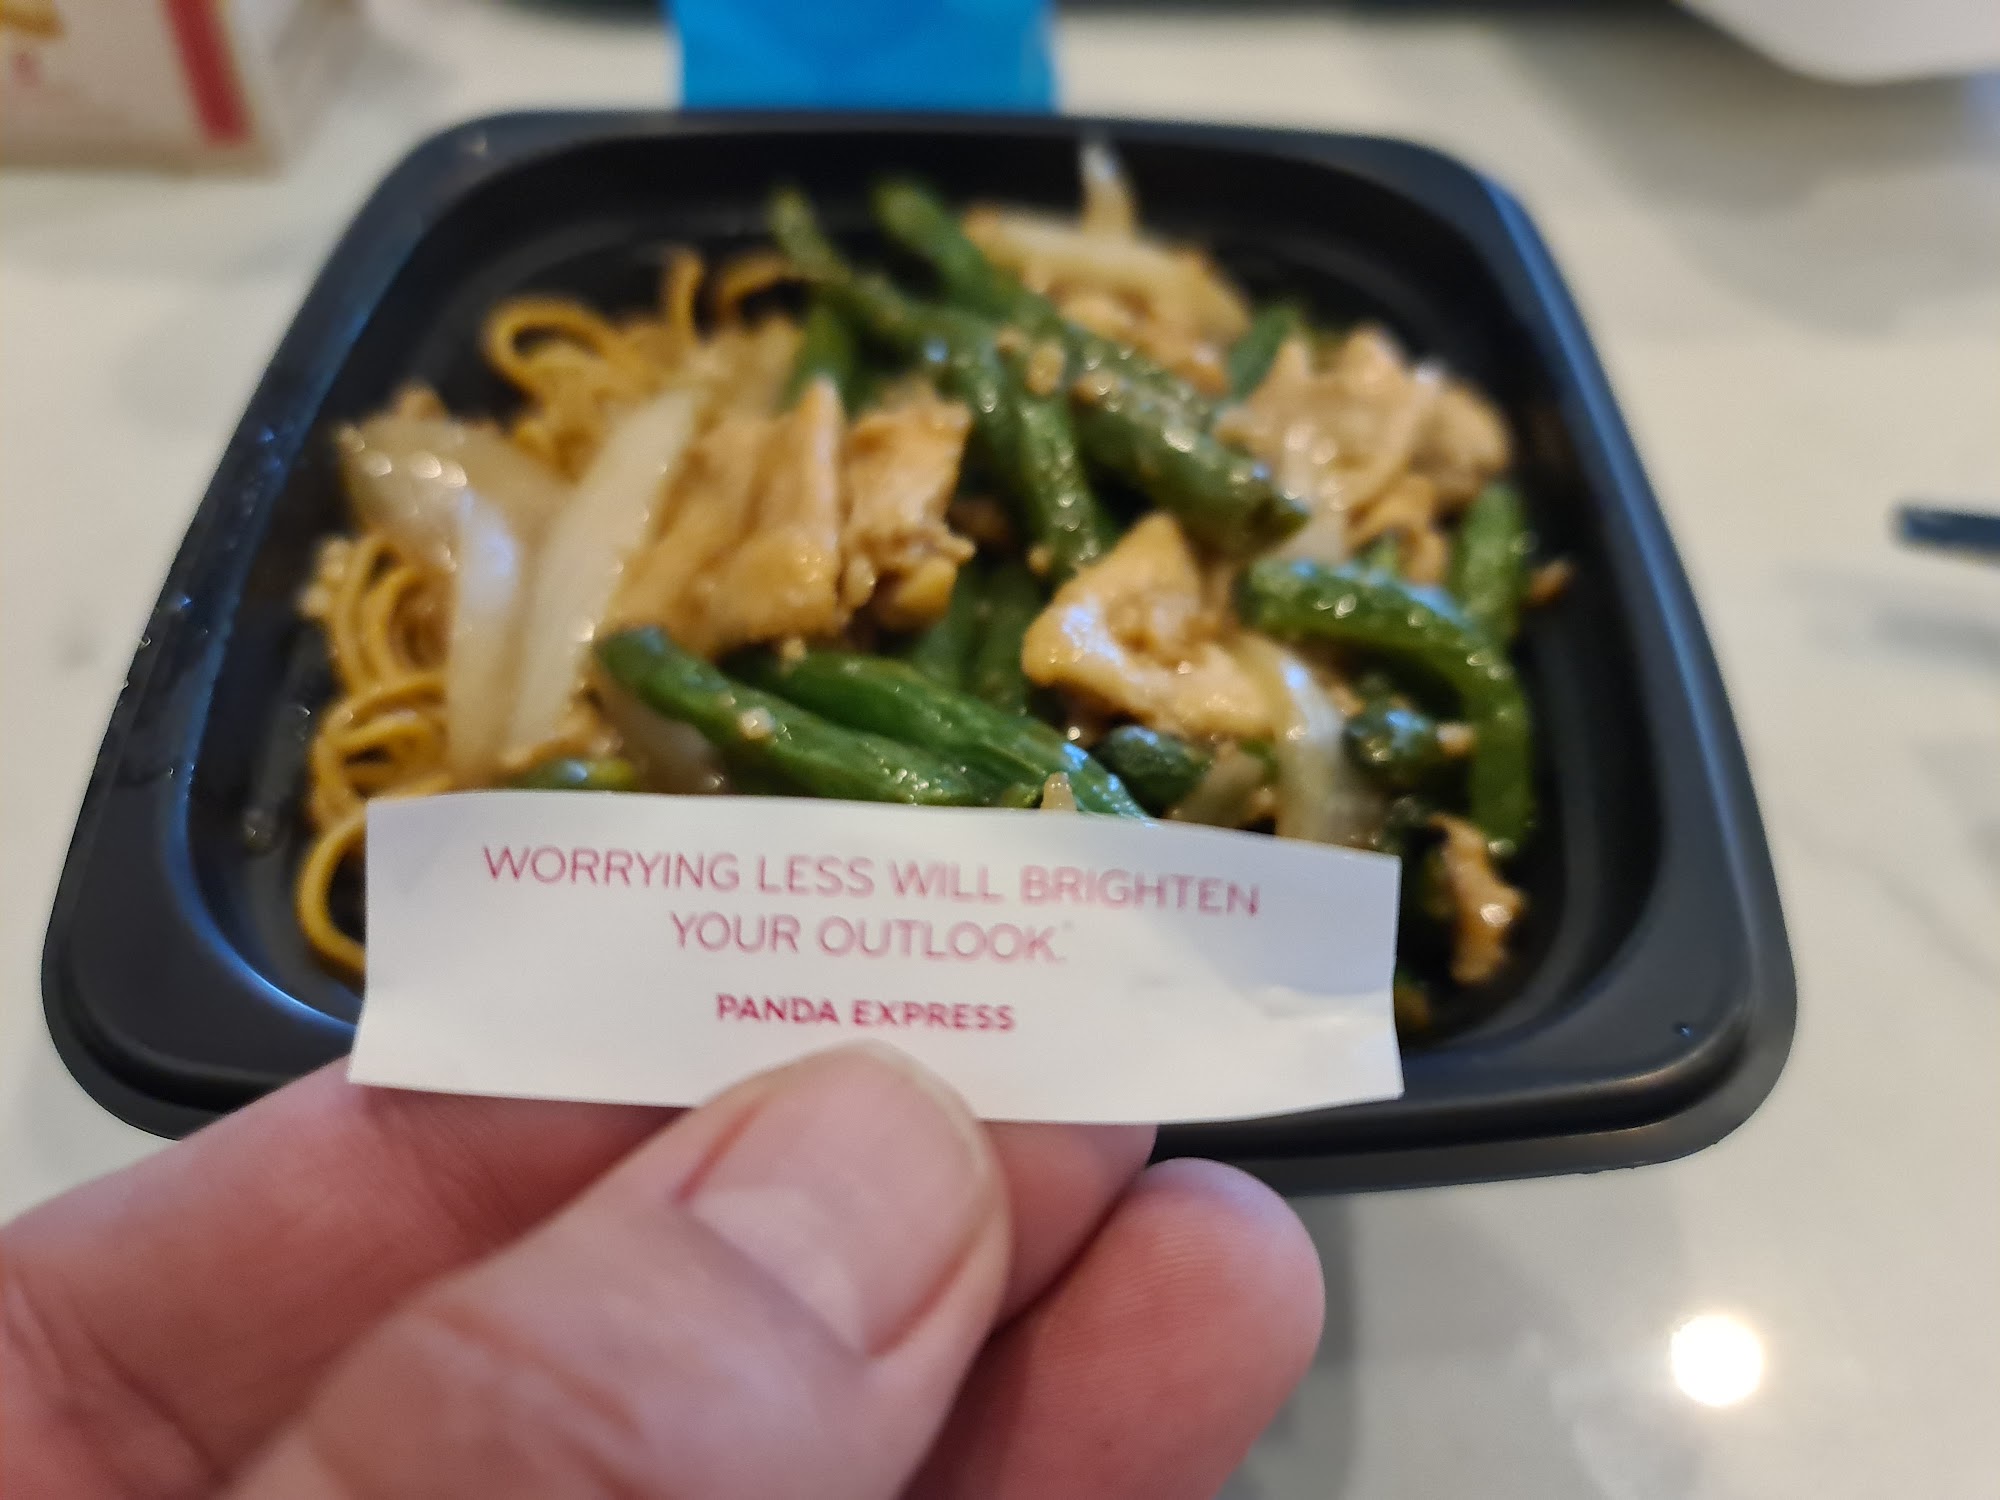 WORRYING LESS WILL BRIGHTEN
YOUR OUTLOOK.
PANDA EXPRESS